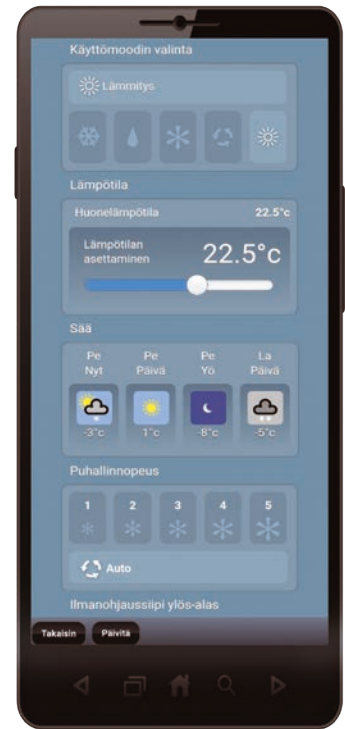 Käyttömoodin valinta
Lämmitys
Lämpötila
Huonelämpötila 22.5°c
Lämpötilan
asettaminen
22.5°c
Sää
Pe Pe Pe La
Nyt Päivä Yö Päivä
-3°c 1°c -8°c -5°c
Puhallinnopeus
1 2 3 4 5
Auto
Ilmanohjaussiipi ylös-alas
Takaisin Päivitä